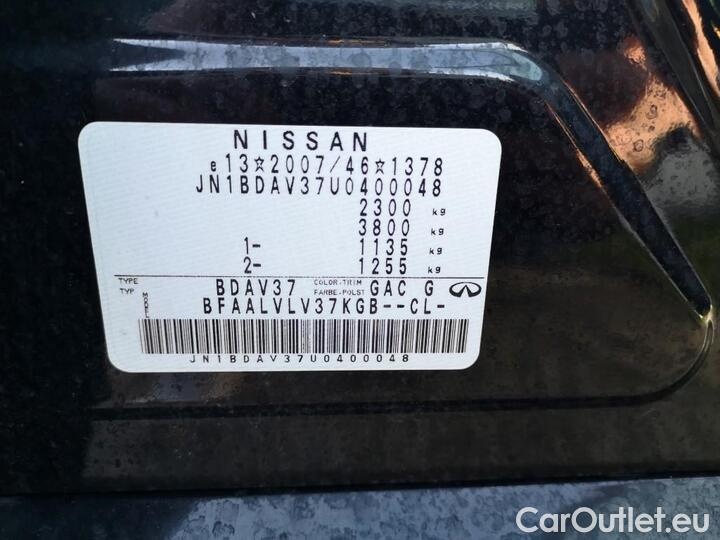 NISSAN
e13☆2007/46☆1378
JN1BDAV37U0400048
2300 kg
3800 kg
1- 1135 kg
2- 1255 kg
TYPE TYP BDAV37 COLOR-TRIM FARBE-POLST GAC G
MODEL BFAALVLV37KGB--CL-
JN1BDAV37U0400048
CarOutlet.eu